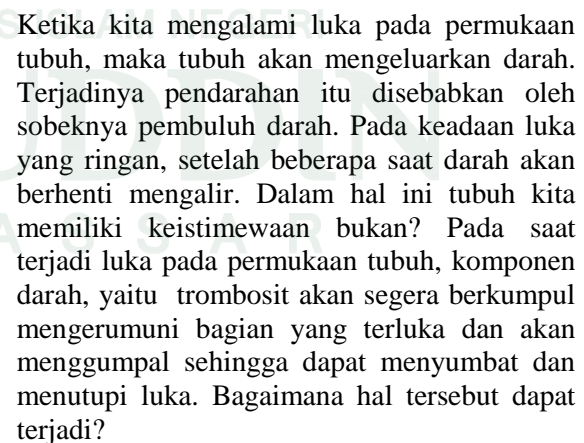 Ketika kita mengalami luka pada permukaan
tubuh, maka tubuh akan mengeluarkan darah.
Terjadinya pendarahan itu disebabkan oleh
sobeknya pembuluh darah. Pada keadaan luka
yang ringan, setelah beberapa saat darah akan
berhenti mengalir. Dalam hal ini tubuh kita
memiliki keistimewaan bukan? Pada saat
terjadi luka pada permukaan tubuh, komponen
darah, yaitu trombosit akan segera berkumpul
mengerumuni bagian yang terluka dan akan
menggumpal sehingga dapat menyumbat dan
menutupi luka. Bagaimana hal tersebut dapat
terjadi?